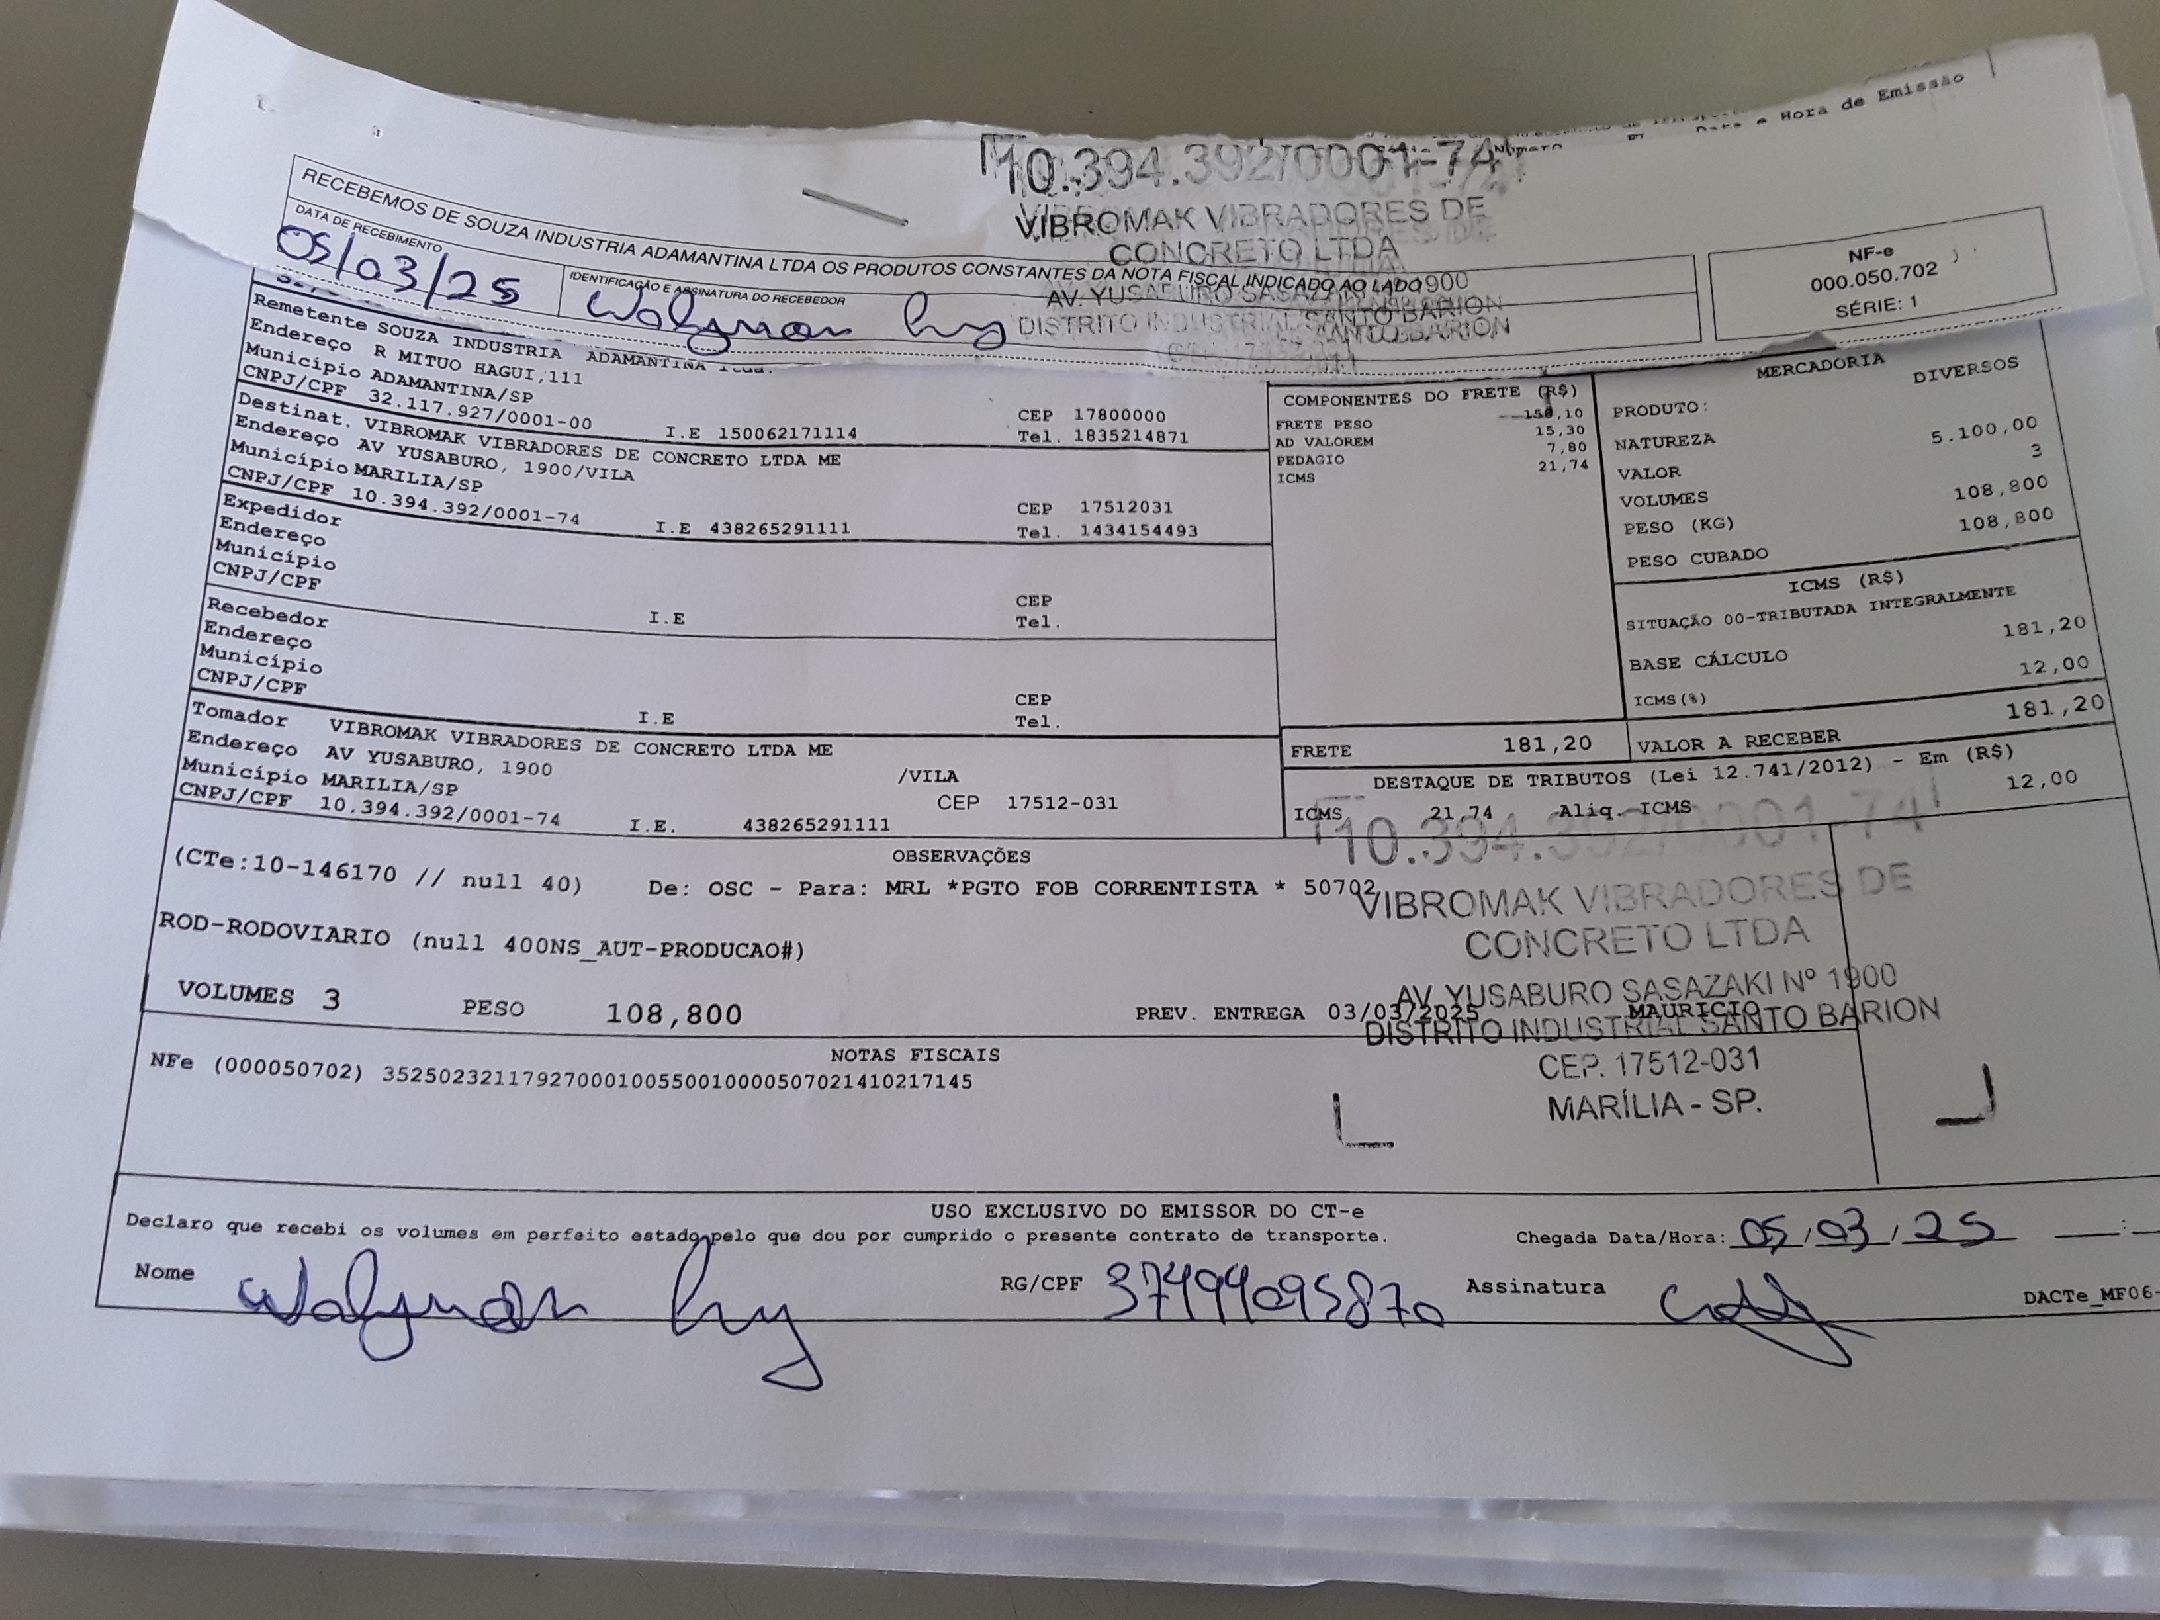 Data e Hora de Emissão
10.394.392/0001-74
VIBROMAK VIBRADORES DE
CONCRETO LTDA
RECEBEMOS DE SOUZA INDUSTRIA ADAMANTINA LTDA OS PRODUTOS CONSTANTES DA NOTA FISCAL INDICADO AO LADO
DATA DE RECEBIMENTO
05/03/25
IDENTIFICAÇÃO E ASSINATURA DO RECEBEDOR
AV. YUSABURO SASAZAKI Nº 1900
DISTRITO INDUSTRIAL SANTO BARION
NF-e
000.050.702
SÉRIE: 1
Remetente SOUZA INDUSTRIA ADAMANTINA
Endereço R MITUO HAGUI,111
Município ADAMANTINA/SP
CEP 17800000
CNPJ/CPF 32.117.927/0001-00 I.E 150062171114 Tel. 1835214871
Destinat. VIBROMAK VIBRADORES DE CONCRETO LTDA ME
Endereço AV YUSABURO, 1900/VILA
Município MARILIA/SP CEP 17512031
CNPJ/CPF 10.394.392/0001-74 I.E 438265291111 Tel. 1434154493
Expedidor
Endereço
Município CEP
CNPJ/CPF I.E Tel.
Recebedor
Endereço
Município CEP
CNPJ/CPF I.E Tel.
Tomador VIBROMAK VIBRADORES DE CONCRETO LTDA ME
Endereço AV YUSABURO, 1900 /VILA
Município MARILIA/SP CEP 17512-031
CNPJ/CPF 10.394.392/0001-74 I.E. 438265291111
COMPONENTES DO FRETE (R$)
FRETE PESO
AD VALOREM 15,30
PEDAGIO 7,80
ICMS 21,74
MERCADORIA
PRODUTO: DIVERSOS
NATUREZA
VALOR 5.100,00
VOLUMES 3
PESO (KG) 108,800
PESO CUBADO 108,800
ICMS (R$)
SITUAÇÃO 00-TRIBUTADA INTEGRALMENTE
BASE CÁLCULO 181,20
ICMS(%) 12,00
FRETE 181,20 VALOR A RECEBER 181,20
DESTAQUE DE TRIBUTOS (Lei 12.741/2012) - Em (R$)
ICMS 21,74 Aliq. ICMS 12,00
OBSERVAÇÕES
(CTe:10-146170 // null 40) De: OSC - Para: MRL *PGTO FOB CORRENTISTA * 50702
ROD-RODOVIARIO (null 400NS_AUT-PRODUCAO#)
VOLUMES 3 PESO 108,800 PREV. ENTREGA 03/03/2025 MAURICIO
10.394.392/0001-74
VIBROMAK VIBRADORES DE
CONCRETO LTDA
AV. YUSABURO SASAZAKI Nº 1900
DISTRITO INDUSTRIAL SANTO BARION
CEP. 17512-031
MARÍLIA - SP.
NOTAS FISCAIS
NFe (000050702) 35250232117927000100550010000507021410217145
USO EXCLUSIVO DO EMISSOR DO CT-e
Declaro que recebi os volumes em perfeito estado pelo que dou por cumprido o presente contrato de transporte.
Chegada Data/Hora: 05/03/25 :
Nome RG/CPF 374994095870 Assinatura
DACTe_MF06-